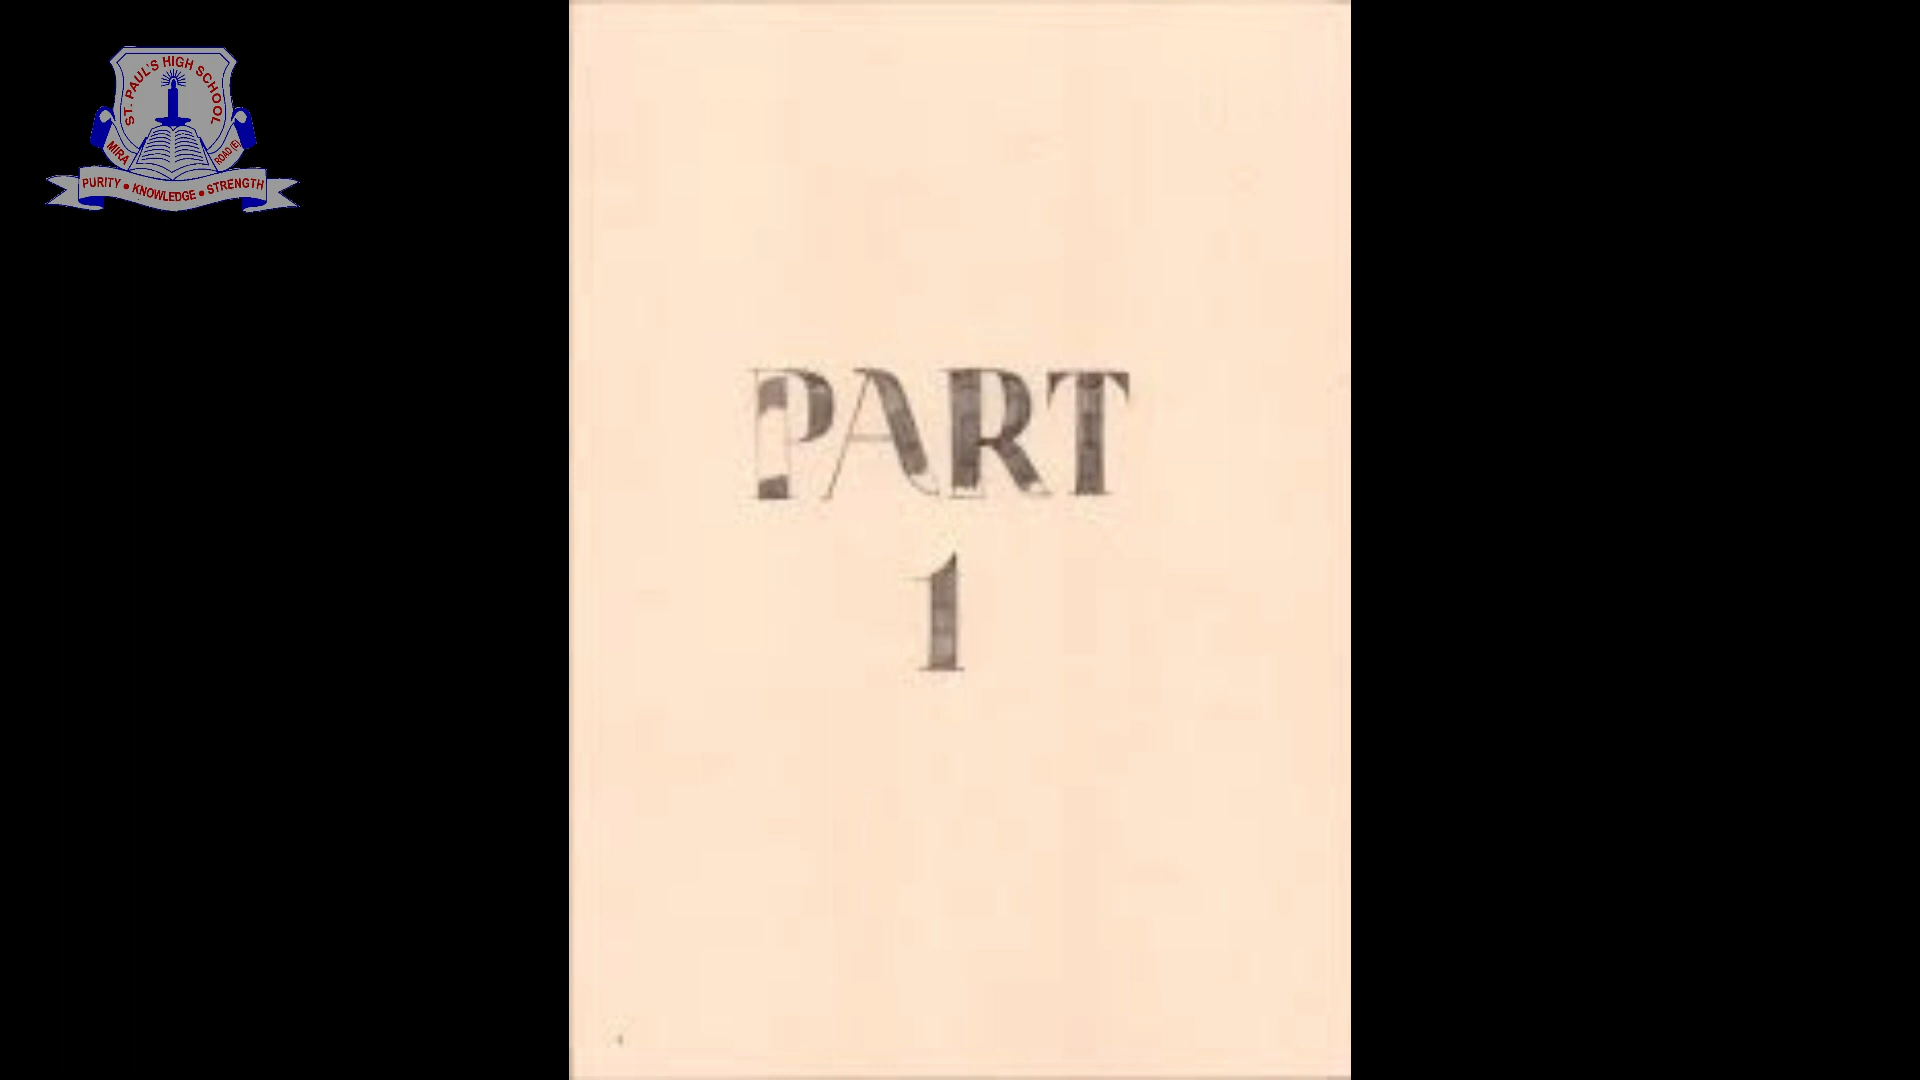 ST. PAUL'S HIGH SCHOOL
MIRA ROAD (E)
PURITY • KNOWLEDGE • STRENGTH
PART
1